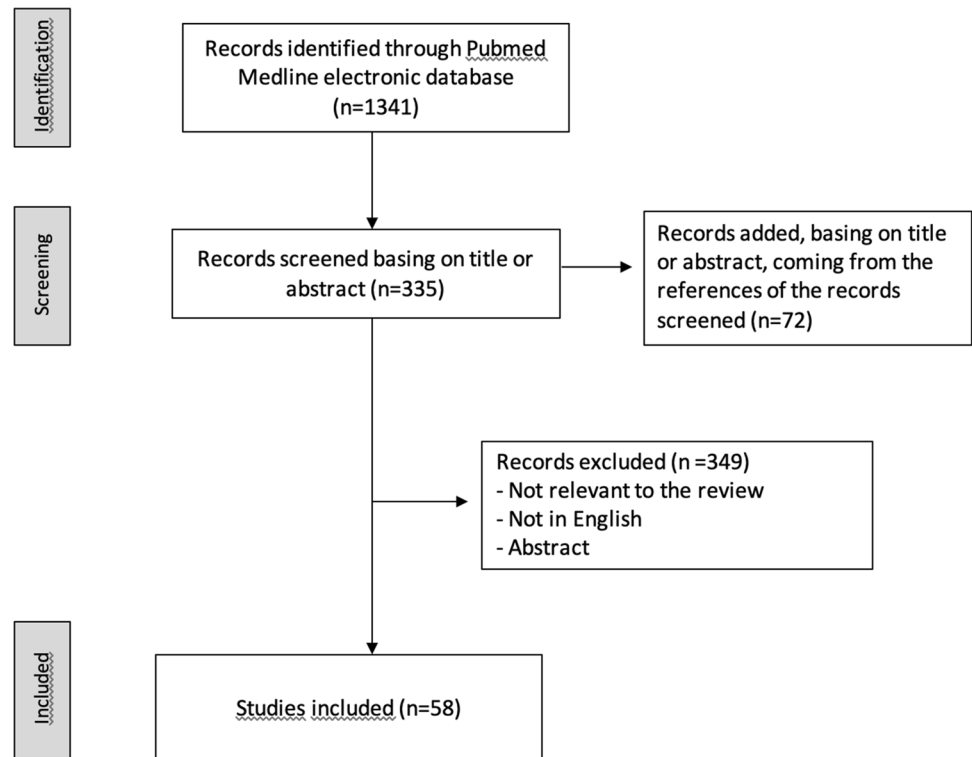 Identification
Records identified through Pubmed
Medline electronic database
(n=1341)
Screening
Records screened basing on title or
abstract (n=335)
Records added, basing on title
or abstract, coming from the
references of the records
screened (n=72)
Records excluded (n =349)
- Not relevant to the review
- Not in English
- Abstract
Included
Studies included (n=58)